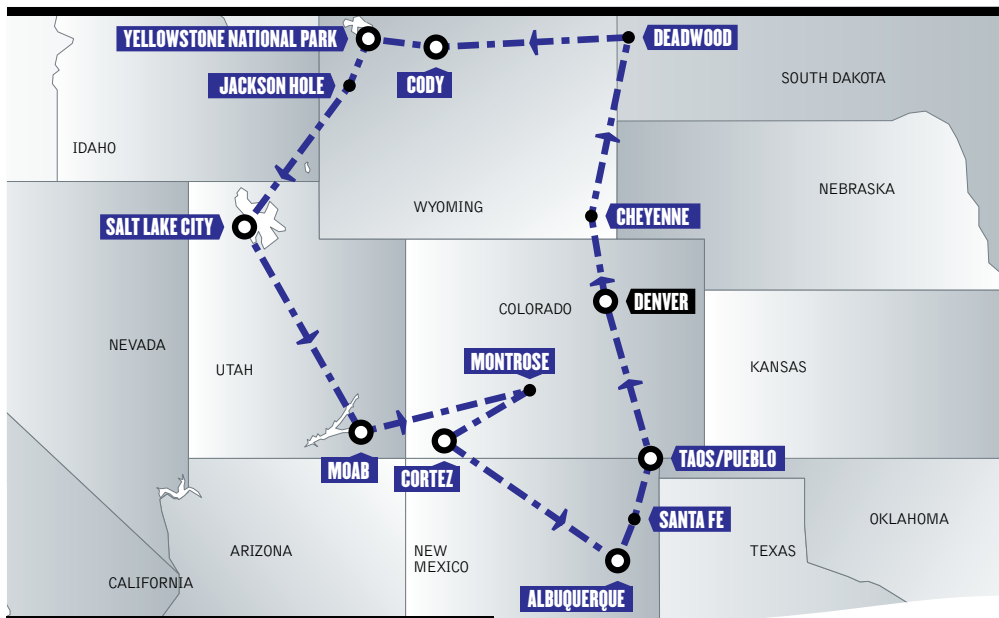 YELLOWSTONE NATIONAL PARK
DEADWOOD
JACKSON HOLE
CODY
SOUTH DAKOTA
IDAHO
NEBRASKA
WYOMING
CHEYENNE
SALT LAKE CITY
DENVER
COLORADO
NEVADA
UTAH
MONTROSE
KANSAS
MOAB
CORTEZ
TAOS/PUEBLO
SANTA FE
OKLAHOMA
ARIZONA
NEW
MEXICO
TEXAS
CALIFORNIA
ALBUQUERQUE